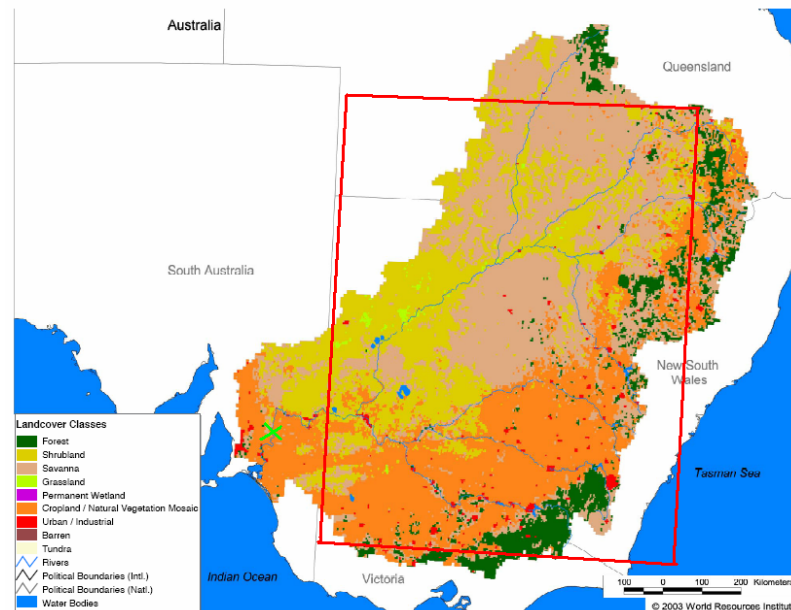 Australia
Queensland
South Australia
New South
Wales
Tasman Sea
Landcover Classes
Forest
Shrubland
Savanna
Grassland
Permanent Wetland
Cropland / Natural Vegetation Mosaic
Urban / Industrial
Barren
Tundra
Rivers
Political Boundaries (Intl.)
Political Boundaries (Natl.)
Water Bodies
Indian Ocean
Victoria
100 0 100 200 Kilometer
© 2003 World Resources Institut